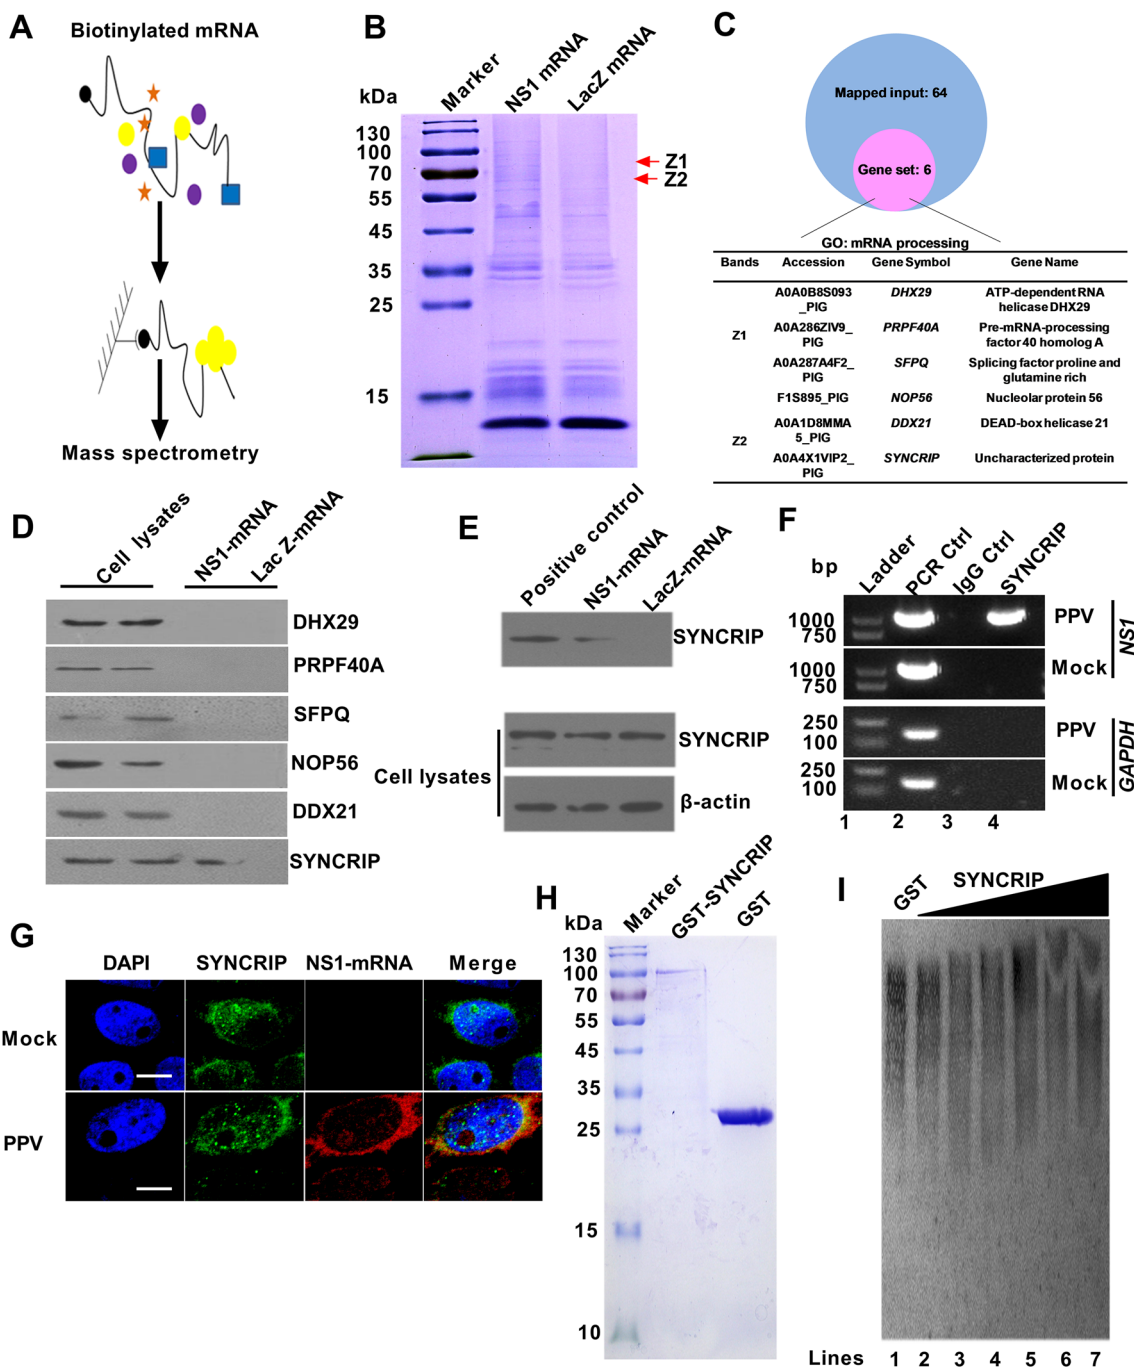 A
Biotinylated mRNA
Mass spectrometry
B
kDa
Marker
NS1 mRNA
LacZ mRNA
130
100
70
55
45
35
25
15
Z1
Z2
C
Mapped input: 64
Gene set: 6
GO: mRNA processing
Bands Accession Gene Symbol Gene Name
A0A0B8S093_PIG DHX29 ATP-dependent RNA helicase DHX29
Z1 A0A286ZIV9_PIG PRPF40A Pre-mRNA-processing factor 40 homolog A
A0A287A4F2_PIG SFPQ Splicing factor proline and glutamine rich
F1S895_PIG NOP56 Nucleolar protein 56
Z2 A0A1D8MMA5_PIG DDX21 DEAD-box helicase 21
A0A4X1VIP2_PIG SYNCRIP Uncharacterized protein
D
Cell lysates
NS1-mRNA
Lac Z-mRNA
DHX29
PRPF40A
SFPQ
NOP56
DDX21
SYNCRIP
E
Positive control
NS1-mRNA
LacZ-mRNA
SYNCRIP
Cell lysates
SYNCRIP
β-actin
F
bp
Ladder
PCR Ctrl
IgG Ctrl
SYNCRIP
1000
750
PPV
1000
750
Mock
NS1
250
100
PPV
250
100
Mock
GAPDH
1 2 3 4
G
DAPI SYNCRIP NS1-mRNA Merge
Mock
PPV
H
kDa
Marker
GST-SYNCRIP
GST
130
100
70
55
45
35
25
15
10
I
GST
SYNCRIP
Lines 1 2 3 4 5 6 7